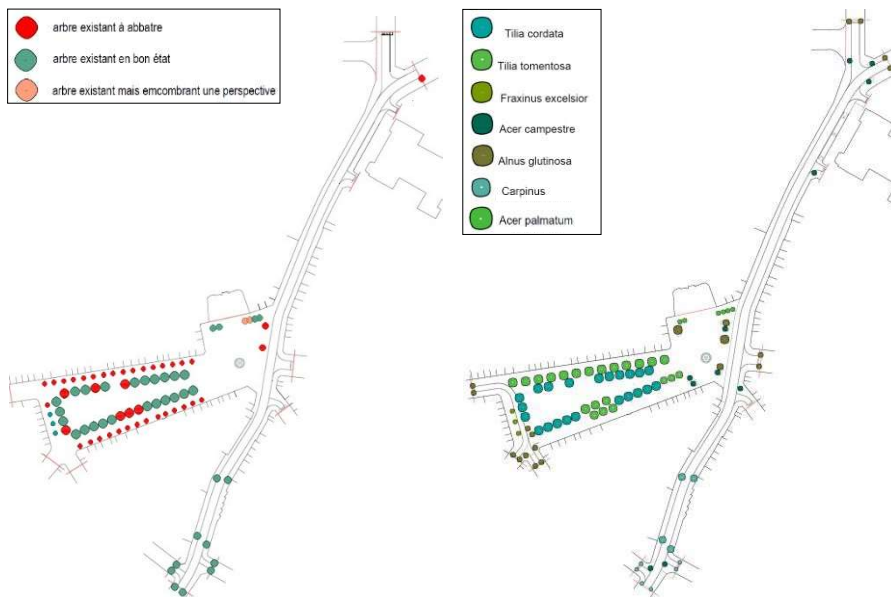 arbre existant à abbatre
arbre existant en bon état
arbre existant mais emcombrant une perspective
Tilia cordata
Tilia tomentosa
Fraxinus excelsior
Acer campestre
Alnus glutinosa
Carpinus
Acer palmatum